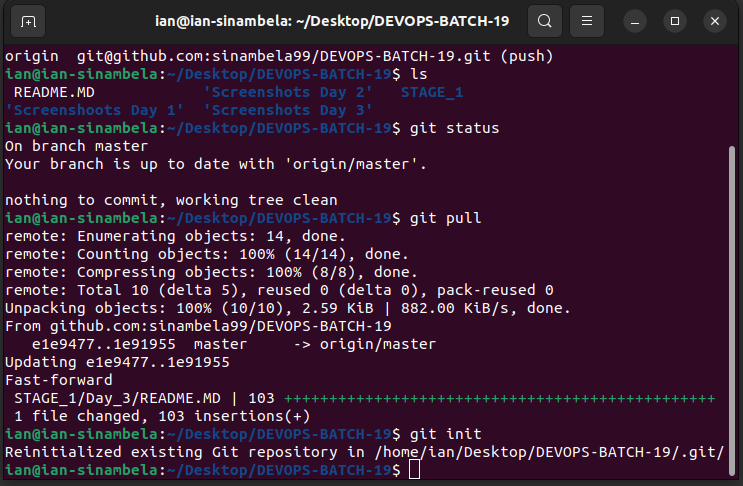 ian@ian-sinambela: ~/Desktop/DEVOPS-BATCH-19
origin  git@github.com:sinambela99/DEVOPS-BATCH-19.git (push)
ian@ian-sinambela:~/Desktop/DEVOPS-BATCH-19$ ls
 README.MD            'Screenshots Day 2'   STAGE_1
'Screenshoots Day 1'  'Screenshots Day 3'
ian@ian-sinambela:~/Desktop/DEVOPS-BATCH-19$ git status
On branch master
Your branch is up to date with 'origin/master'.

nothing to commit, working tree clean
ian@ian-sinambela:~/Desktop/DEVOPS-BATCH-19$ git pull
remote: Enumerating objects: 14, done.
remote: Counting objects: 100% (14/14), done.
remote: Compressing objects: 100% (8/8), done.
remote: Total 10 (delta 5), reused 0 (delta 0), pack-reused 0
Unpacking objects: 100% (10/10), 2.59 KiB | 882.00 KiB/s, done.
From github.com:sinambela99/DEVOPS-BATCH-19
   e1e9477..1e91955  master     -> origin/master
Updating e1e9477..1e91955
Fast-forward
 STAGE_1/Day_3/README.MD | 103 ++++++++++++++++++++++++++++++++++++++++++++++++
 1 file changed, 103 insertions(+)
ian@ian-sinambela:~/Desktop/DEVOPS-BATCH-19$ git init
Reinitialized existing Git repository in /home/ian/Desktop/DEVOPS-BATCH-19/.git/
ian@ian-sinambela:~/Desktop/DEVOPS-BATCH-19$